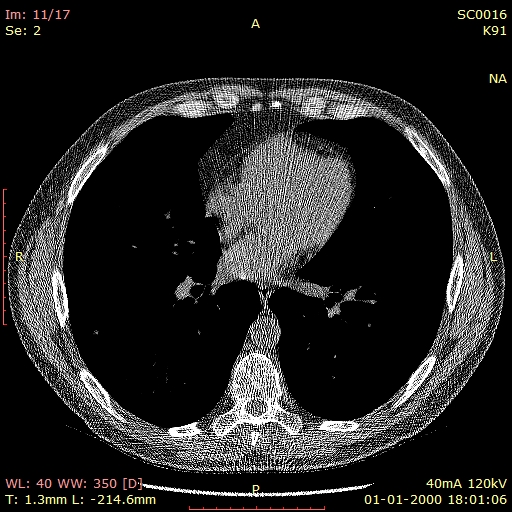 Im: 11/17
Se: 2
A
SC0016
K91
NA
R
L
WL: 40 WW: 350 [D]
T: 1.3mm L: -214.6mm
P
40mA 120kV
01-01-2000 18:01:06